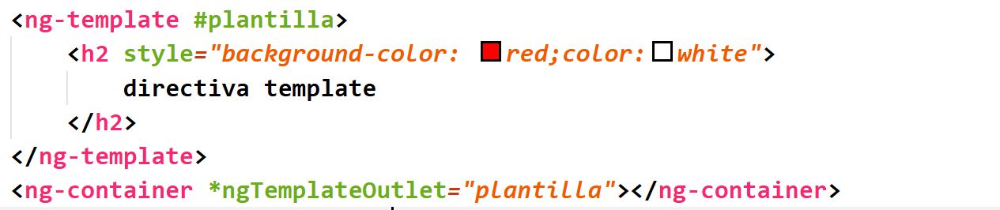 <ng-template #plantilla>
<h2 style="background-color: red;color:white">
directiva template
</h2>
</ng-template>
<ng-container *ngTemplateOutlet="plantilla"></ng-container>